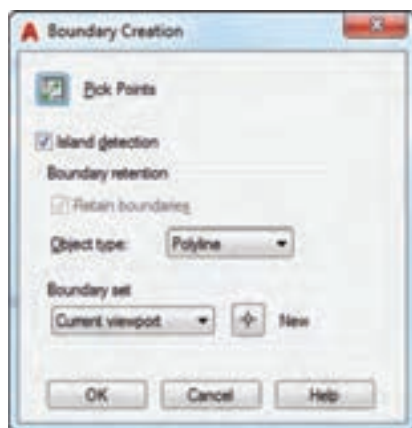 Boundary Creation
Pick Points
Island detection
Boundary retention
Retain boundaries
Object type: Polyline
Boundary set
Current viewport New
OK Cancel Help